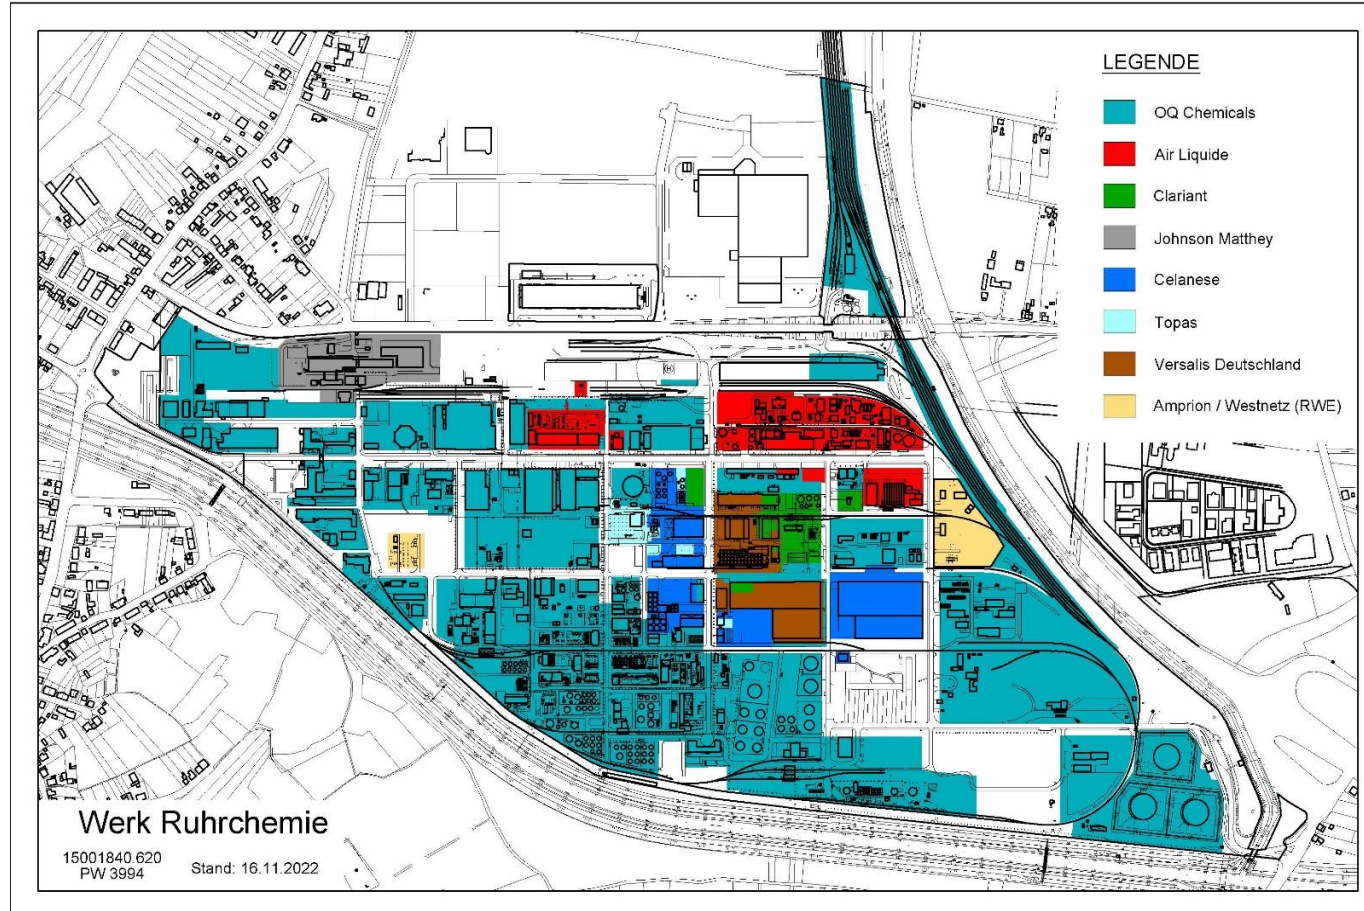 LEGENDE
OQ Chemicals
Air Liquide
Clariant
Johnson Matthey
Celanese
Topas
Versalis Deutschland
Amprion / Westnetz (RWE)
Werk Ruhrchemie
15001840.620
PW 3994
Stand: 16.11.2022